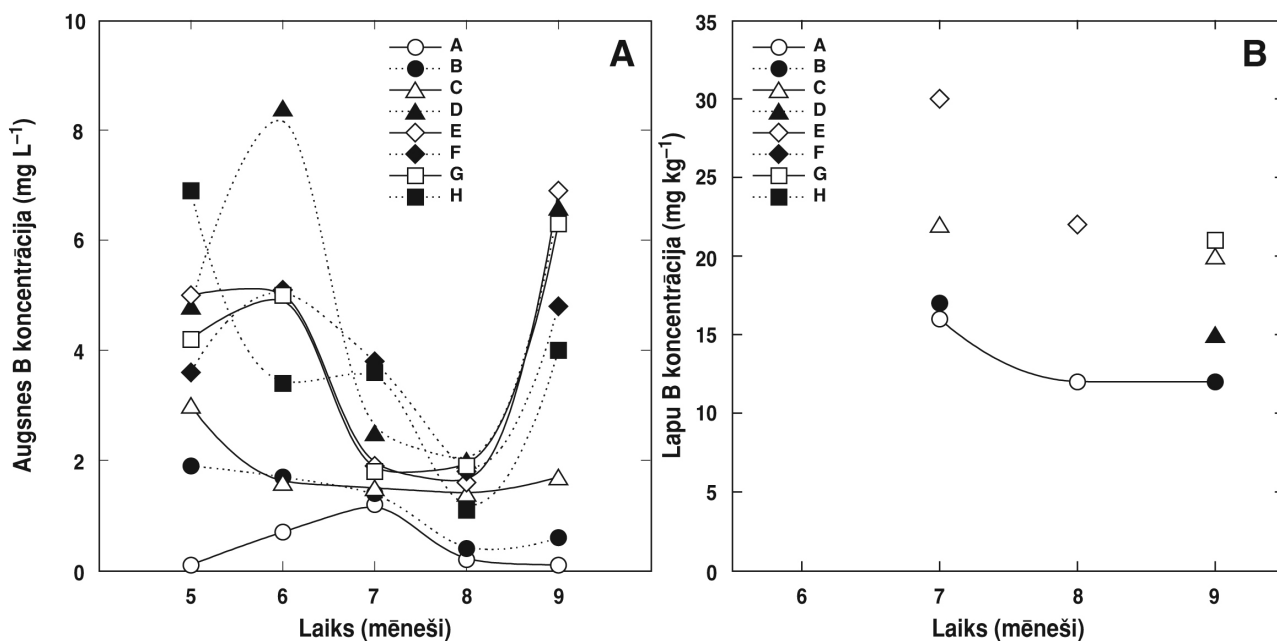 A
Augsnes B koncentrācija (mg L⁻¹)
10
8
6
4
2
0
A
B
C
D
E
F
G
H
5 6 7 8 9
Laiks (mēneši)
B
Lapu B koncentrācija (mg kg⁻¹)
35
30
25
20
15
10
5
0
A
B
C
D
E
F
G
H
6 7 8 9
Laiks (mēneši)